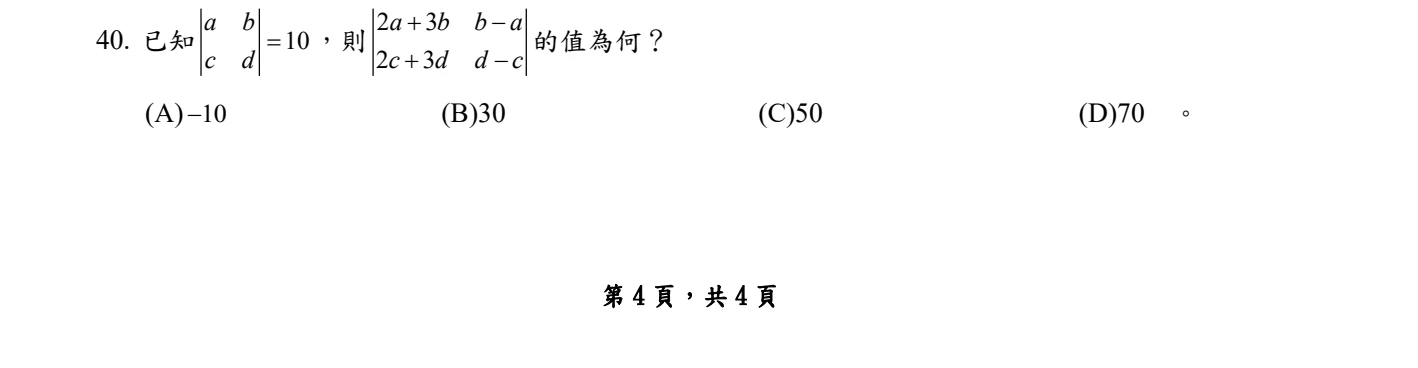 40. 已知|a b; c d|=10，則|2a+3b b−a; 2c+3d d−c|的值為何？
(A)−10 (B)30 (C)50 (D)70 。
第 4 頁，共 4 頁